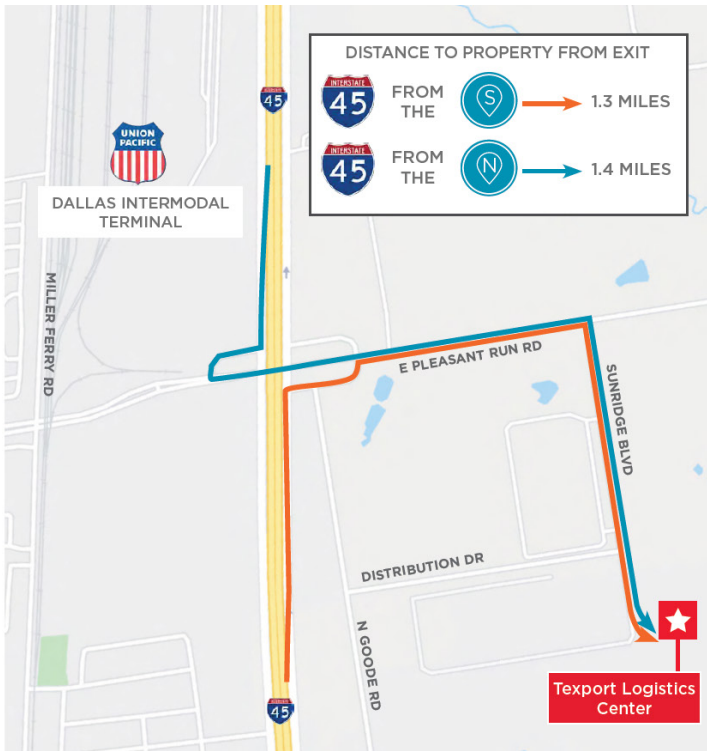 DISTANCE TO PROPERTY FROM EXIT
INTERSTATE
45
FROM
THE
S
1.3 MILES
INTERSTATE
45
FROM
THE
N
1.4 MILES
INTERSTATE
45
UNION
PACIFIC
DALLAS INTERMODAL
TERMINAL
MILLER FERRY RD
E PLEASANT RUN RD
SUNRIDGE BLVD
DISTRIBUTION DR
N GOODE RD
INTERSTATE
45
Texport Logistics
Center